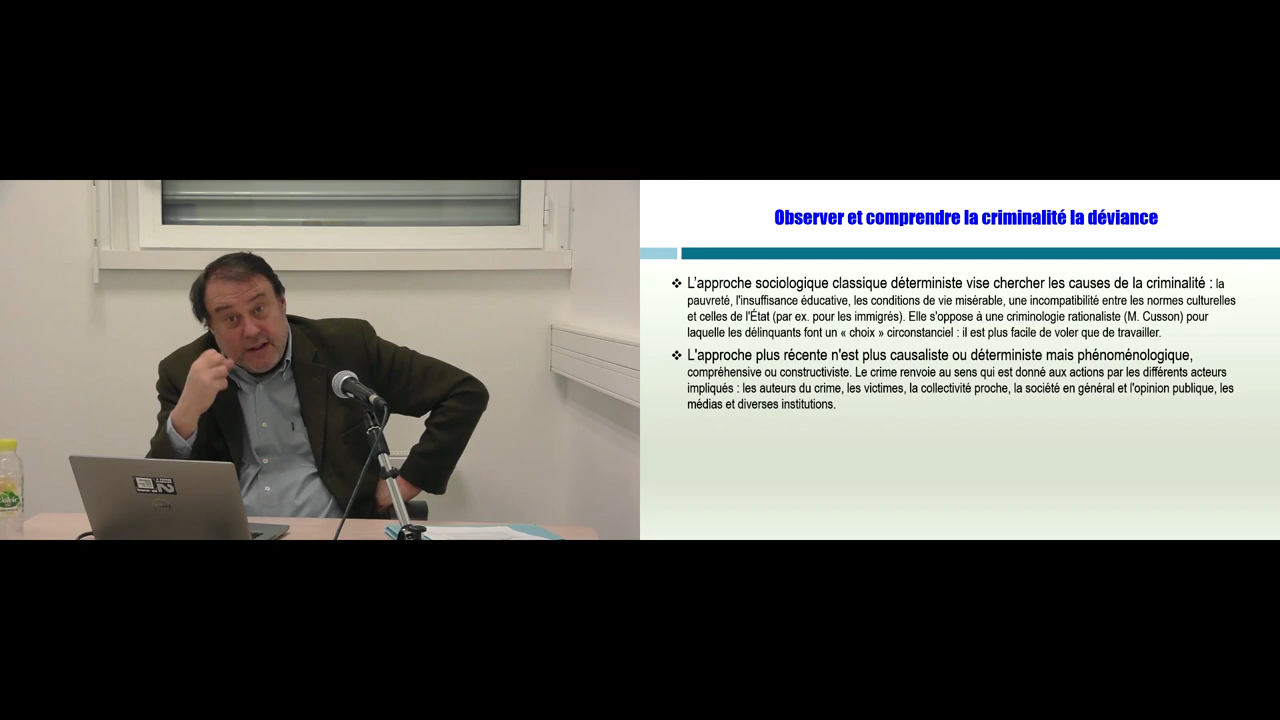 Observer et comprendre la criminalité la déviance
❖ L'approche sociologique classique déterministe vise chercher les causes de la criminalité : la
pauvreté, l'insuffisance éducative, les conditions de vie misérable, une incompatibilité entre les normes culturelles
et celles de l'État (par ex. pour les immigrés). Elle s'oppose à une criminologie rationaliste (M. Cusson) pour
laquelle les délinquants font un « choix » circonstanciel : il est plus facile de voler que de travailler.
❖ L'approche plus récente n'est plus causaliste ou déterministe mais phénoménologique,
compréhensive ou constructiviste. Le crime renvoie au sens qui est donné aux actions par les différents acteurs
impliqués : les auteurs du crime, les victimes, la collectivité proche, la société en général et l'opinion publique, les
médias et diverses institutions.